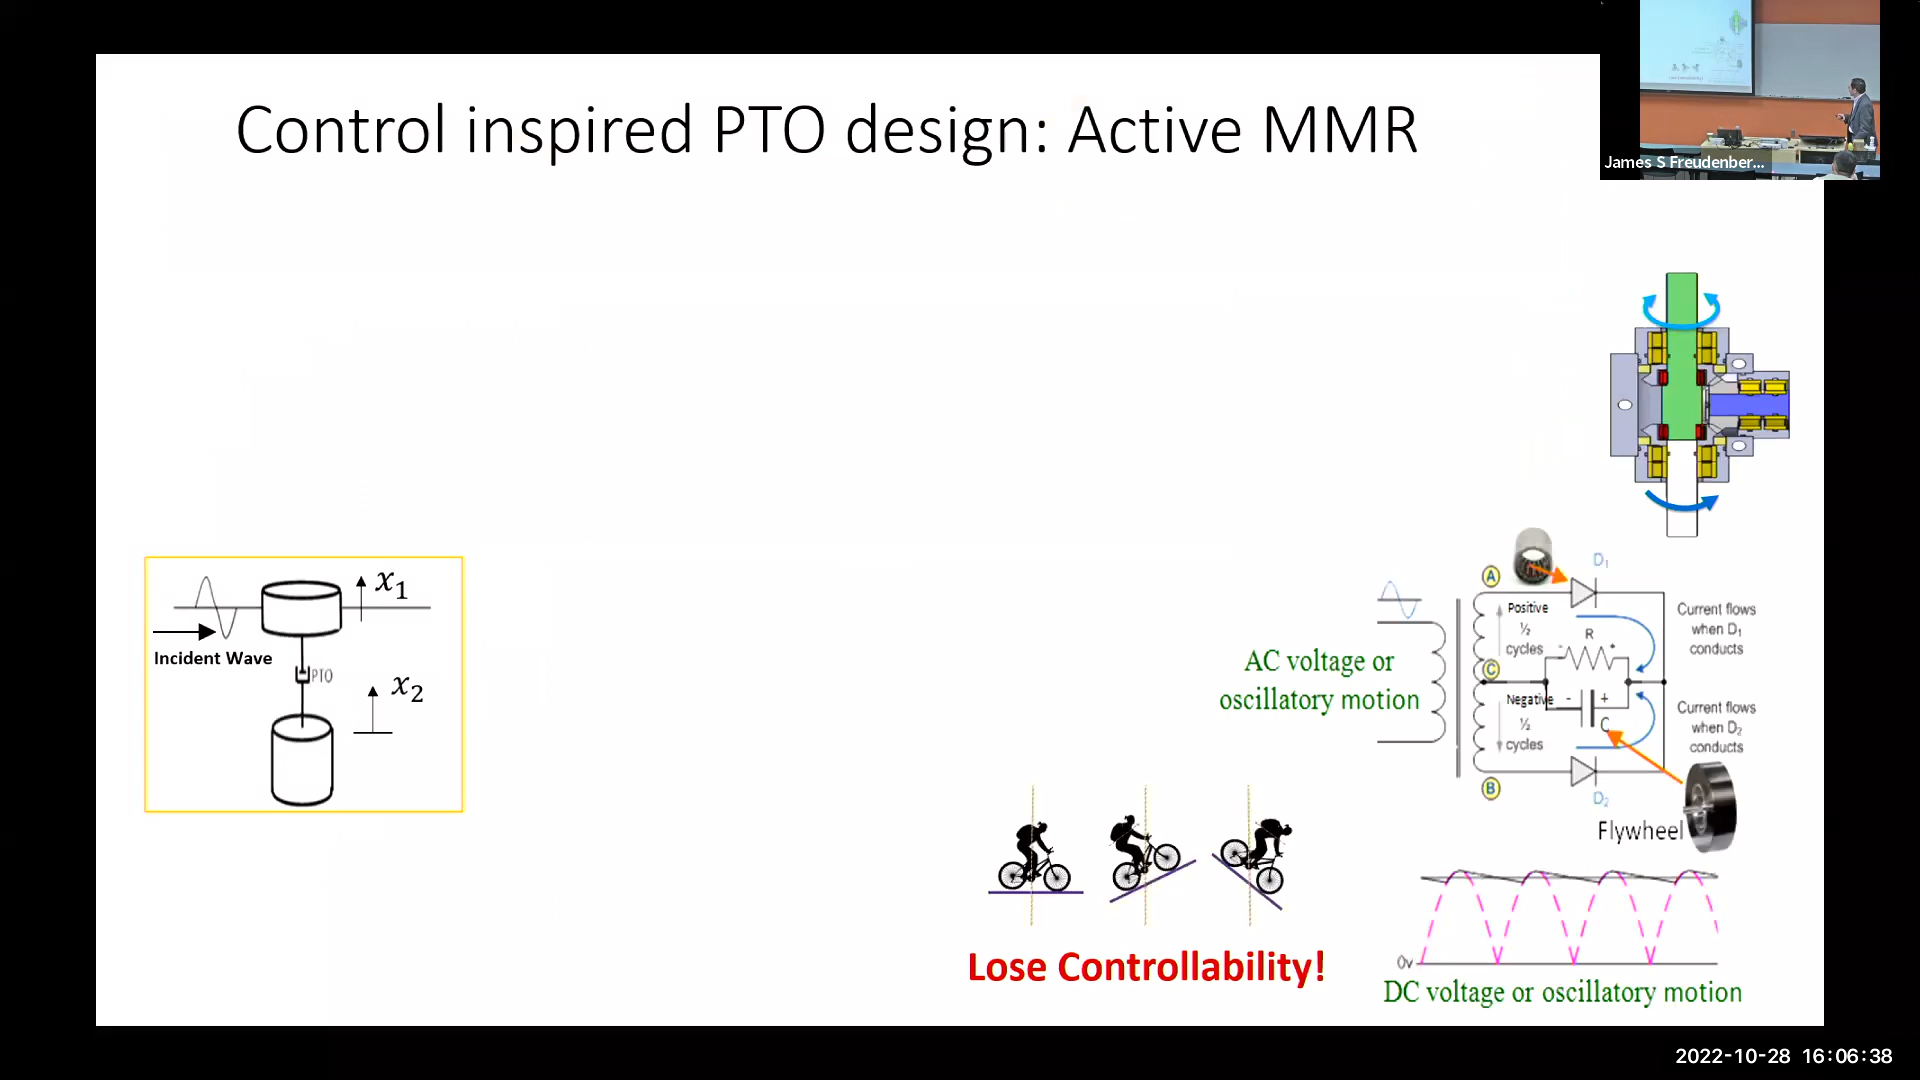 Control inspired PTO design: Active MMR
James S Freudenber...
x₁
Incident Wave
PTO
x₂
AC voltage or
oscillatory motion
A
D₁
Positive
½
cycles
R
- +
C
Negative
½
cycles
- +
C
B
D₂
Current flows
when D₁
conducts
Current flows
when D₂
conducts
Flywheel
0v
DC voltage or oscillatory motion
Lose Controllability!
2022-10-28 16:06:38